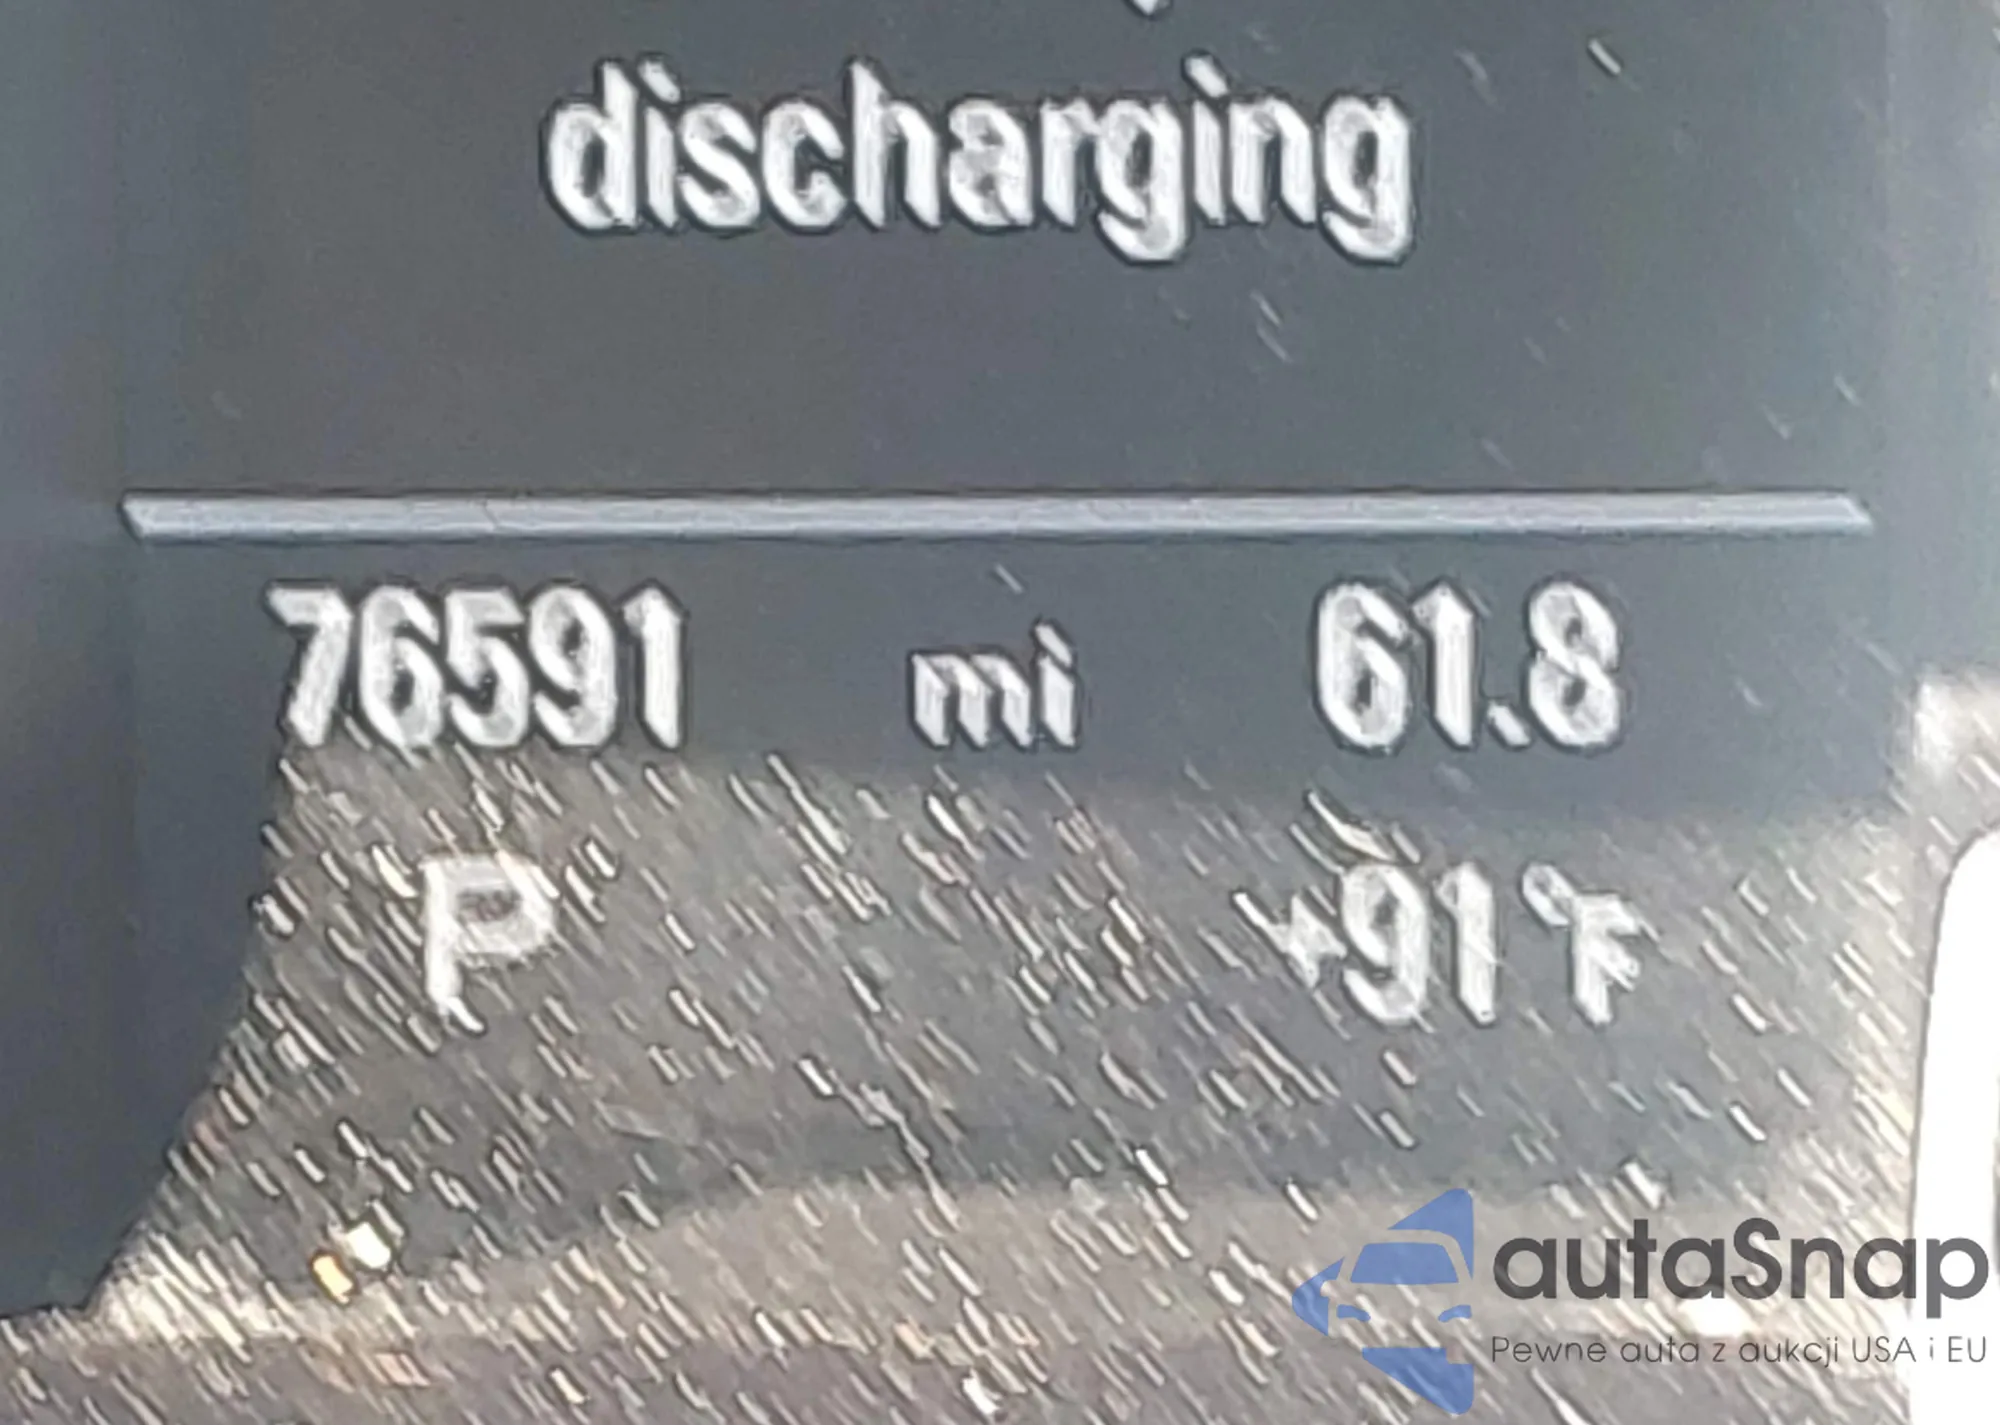 discharging
76591 mi 61.8
P +91°F
autaSnap
Pewne auta z aukcji USA i EU